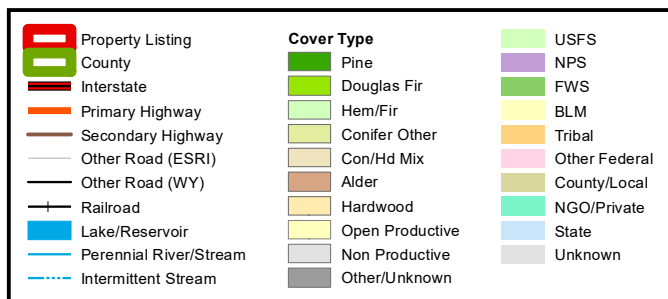 Property Listing
County
Interstate
Primary Highway
Secondary Highway
Other Road (ESRI)
Other Road (WY)
Railroad
Lake/Reservoir
Perennial River/Stream
Intermittent Stream
Cover Type
Pine
Douglas Fir
Hem/Fir
Conifer Other
Con/Hd Mix
Alder
Hardwood
Open Productive
Non Productive
Other/Unknown
USFS
NPS
FWS
BLM
Tribal
Other Federal
County/Local
NGO/Private
State
Unknown